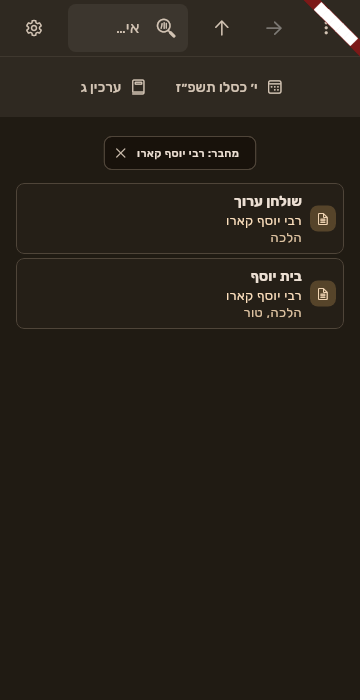 אי...
י׳ כסלו תשפ״ז
ערכין ג
מחבר: רבי יוסף קארו
שולחן ערוך
רבי יוסף קארו
הלכה
בית יוסף
רבי יוסף קארו
הלכה, טור